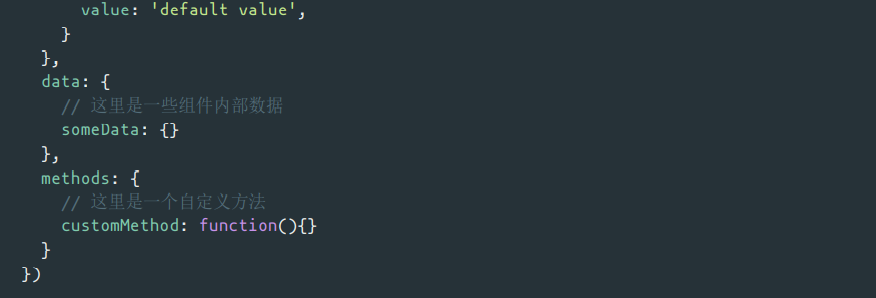 value: 'default value',
}
},
data: {
// 这里是一些组件内部数据
someData: {}
},
methods: {
// 这里是一个自定义方法
customMethod: function(){}
}
})